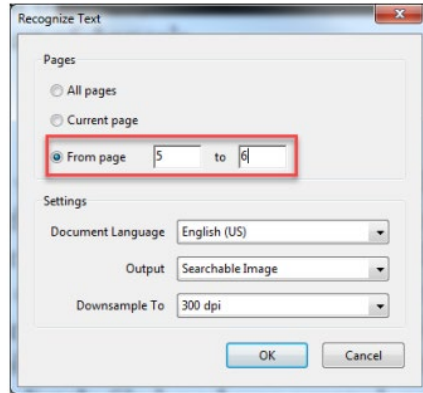 Recognize Text
x
Pages
All pages
Current page
From page 5 to 6
Settings
Document Language English (US)
Output Searchable Image
Downsample To 300 dpi
OK Cancel